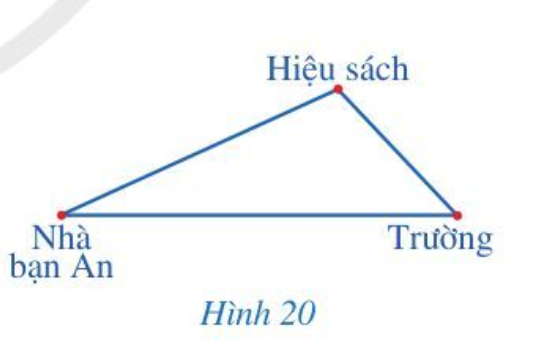 Hiệu sách
Nhà
bạn An
Trường
Hình 20